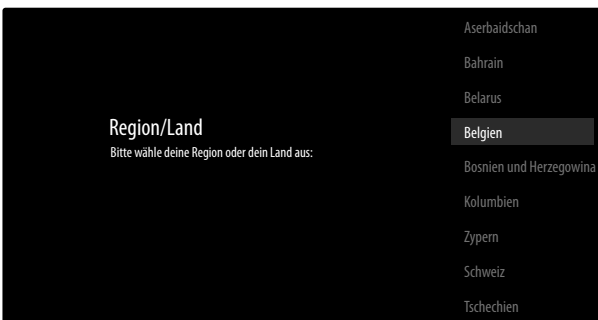 Region/Land
Bitte wähle deine Region oder dein Land aus:
Aserbaidschan
Bahrain
Belarus
Belgien
Bosnien und Herzegowina
Kolumbien
Zypern
Schweiz
Tschechien